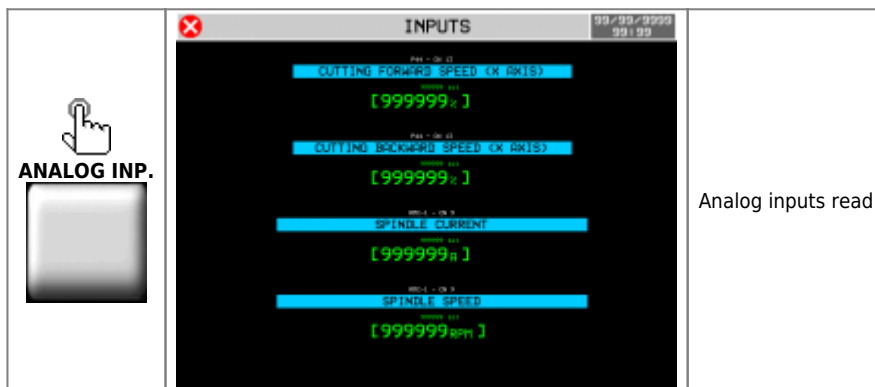 ANALOG INP.
INPUTS
99/99/9999
99:99
CUTTING FORWARD SPEED (X AXIS)
[999999% ]
CUTTING BACKWARD SPEED (X AXIS)
[999999% ]
SPINDLE CURRENT
[999999A ]
SPINDLE SPEED
[999999RPM ]
Analog inputs read